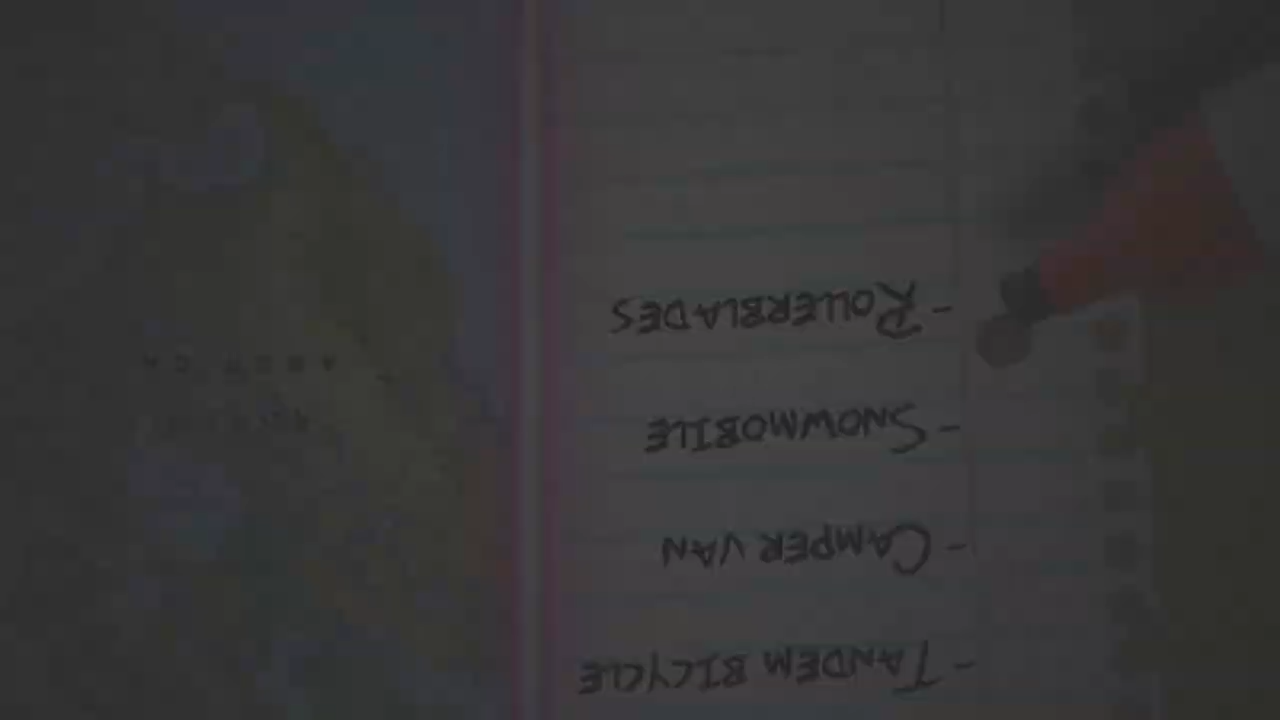 - TANDEM BICYCLE
- CAMPER VAN
- SNOWMOBILE
- ROLLERBLADES